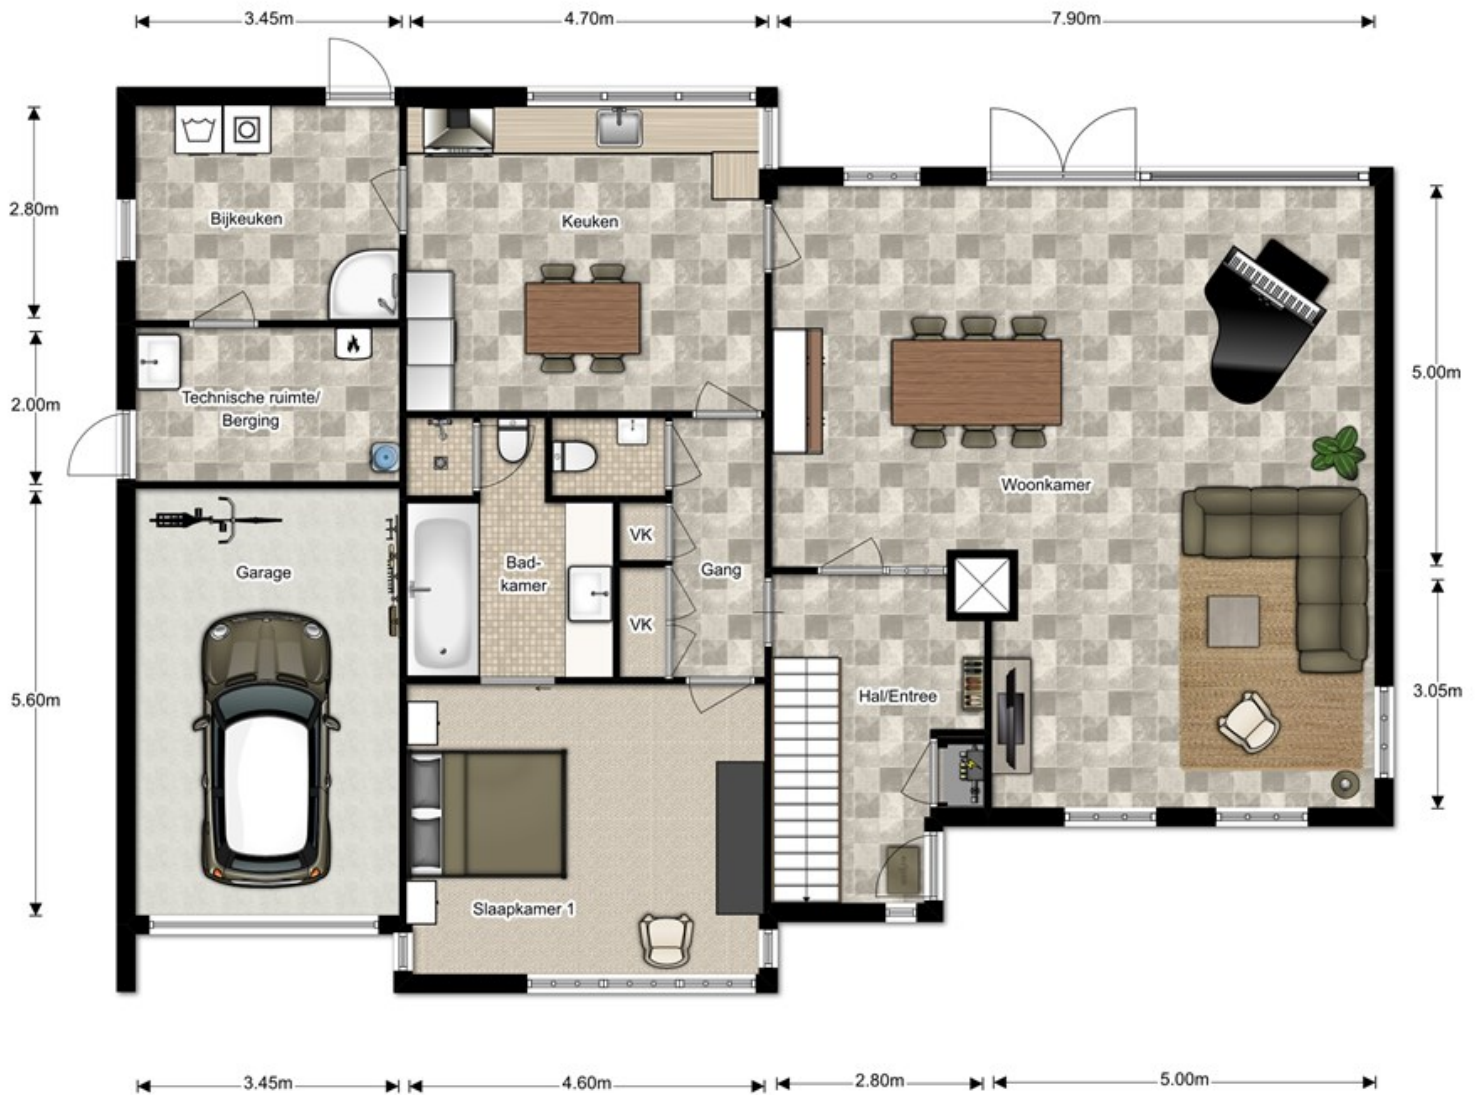 3.45m
4.70m
7.90m
2.80m
Bijkeuken
Keuken
5.00m
2.00m
Technische ruimte/
Berging
Woonkamer
VK
Garage
Bad-
kamer
Gang
VK
5.60m
Hal/Entree
3.05m
Slaapkamer 1
3.45m
4.60m
2.80m
5.00m